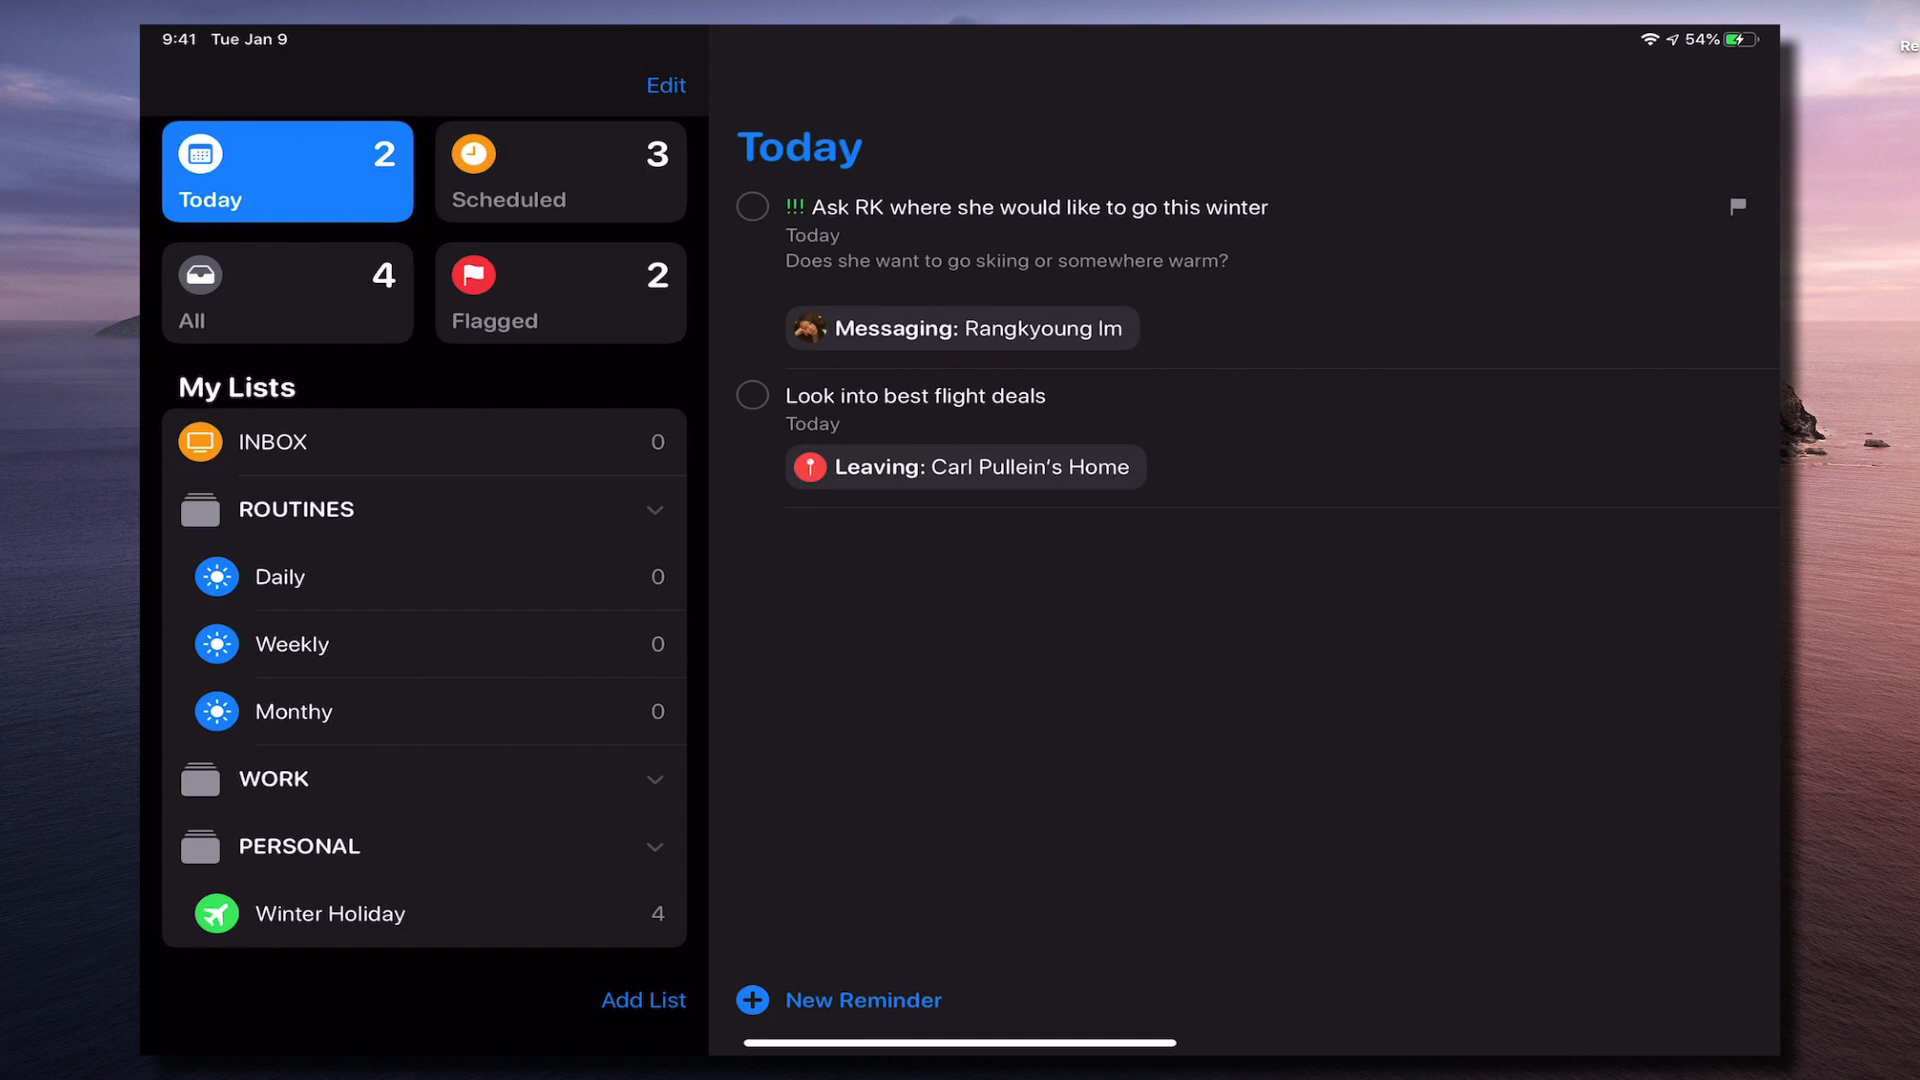 9:41 Tue Jan 9
54%
Re
Edit
Today 2
Scheduled 3
All 4
Flagged 2
My Lists
INBOX 0
ROUTINES
Daily 0
Weekly 0
Monthy 0
WORK
PERSONAL
Winter Holiday 4
Add List
Today
!!! Ask RK where she would like to go this winter
Today
Does she want to go skiing or somewhere warm?
Messaging: Rangkyoung Im
Look into best flight deals
Today
Leaving: Carl Pullein’s Home
New Reminder